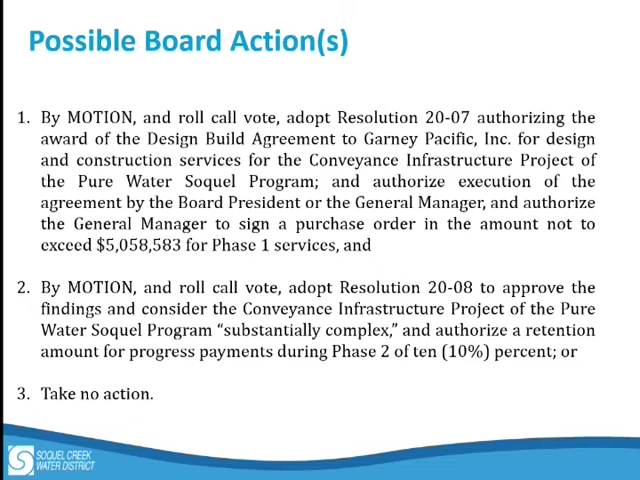 Possible Board Action(s)
1. By MOTION, and roll call vote, adopt Resolution 20-07 authorizing the
award of the Design Build Agreement to Garney Pacific, Inc. for design
and construction services for the Conveyance Infrastructure Project of
the Pure Water Soquel Program; and authorize execution of the
agreement by the Board President or the General Manager, and authorize
the General Manager to sign a purchase order in the amount not to
exceed $5,058,583 for Phase 1 services, and
2. By MOTION, and roll call vote, adopt Resolution 20-08 to approve the
findings and consider the Conveyance Infrastructure Project of the Pure
Water Soquel Program “substantially complex,” and authorize a retention
amount for progress payments during Phase 2 of ten (10%) percent; or
3. Take no action.
SOQUEL CREEK
WATER DISTRICT